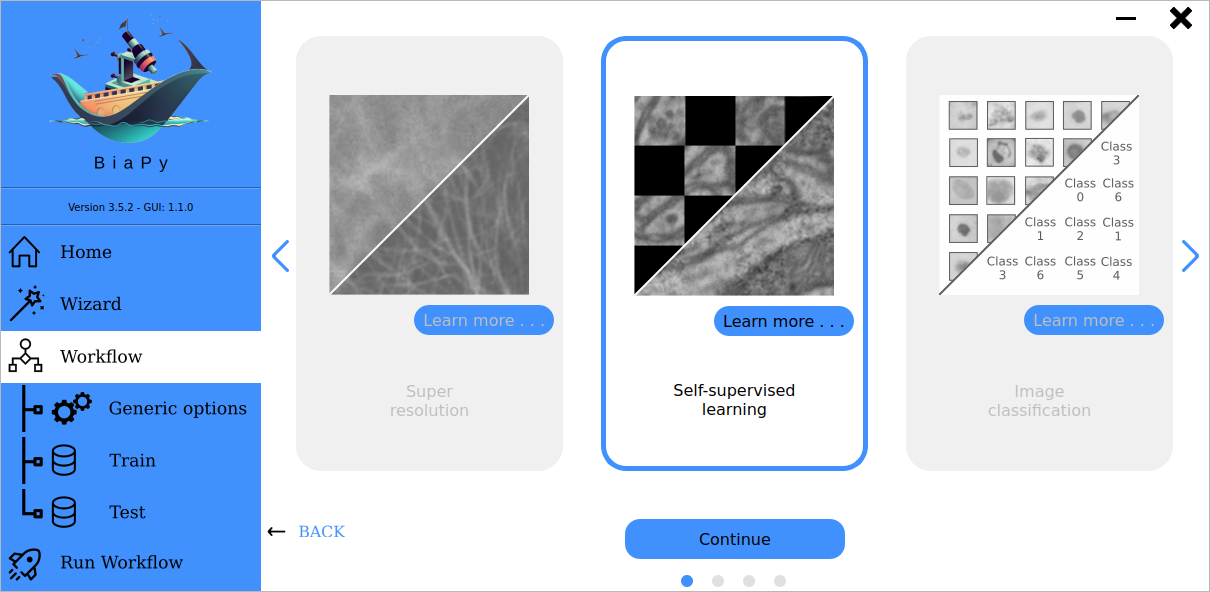 BiaPy
Version 3.5.2 - GUI: 1.1.0
Home
Wizard
Workflow
Generic options
Train
Test
Run Workflow
Learn more . . .
Super
resolution
Learn more . . .
Self-supervised
learning
Class
3
Class Class
0 6
Class Class Class
1 2 1
Class Class Class Class
3 6 5 4
Learn more . . .
Image
classification
← BACK
Continue